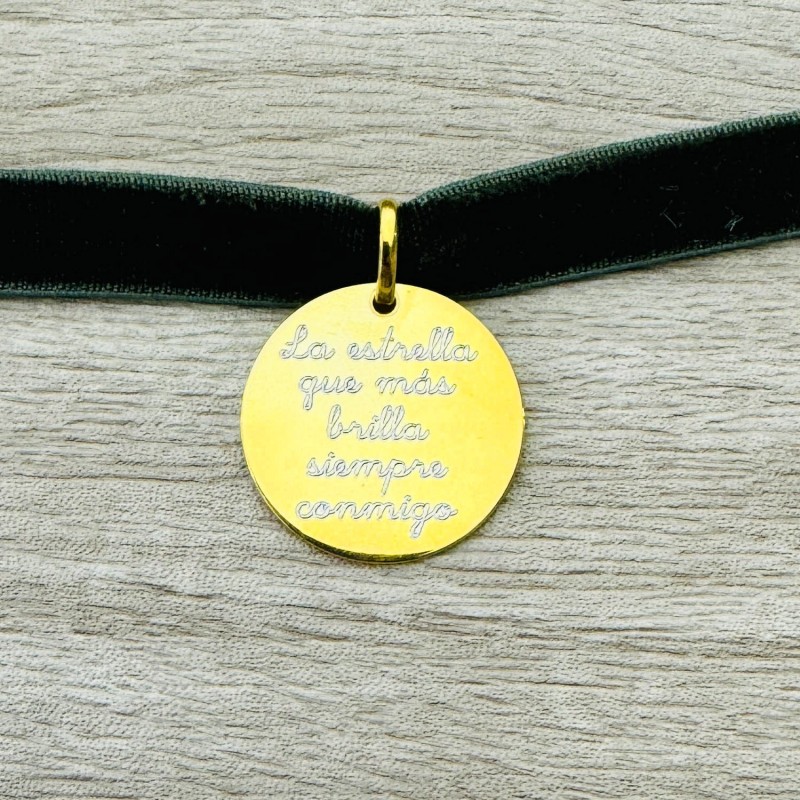 La estrella
que más
brilla
siempre
conmigo